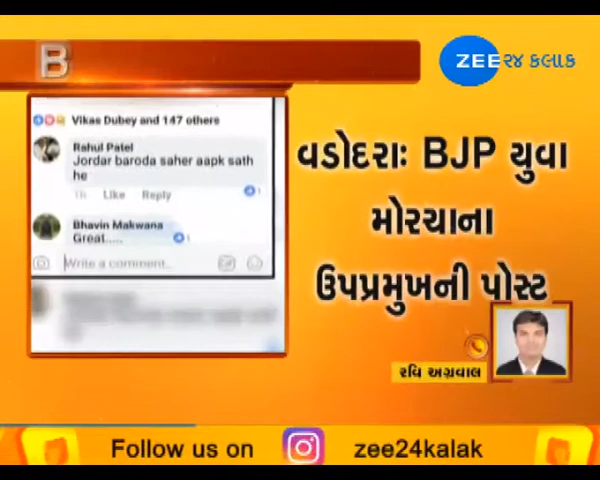 B
ZEE ૨૪ કલાક
Vikas Dubey and 147 others
Rahul Patel
Jordar baroda saher aapk sath
he
1h Like Reply 1
Bhavin Makwana
Great..... 1
Write a comment...
વડોદરાઃ BJP યુવા
મોરચાના
ઉપપ્રમુખની પોસ્ટ
રવિ અગ્રવાલ
Follow us on zee24kalak